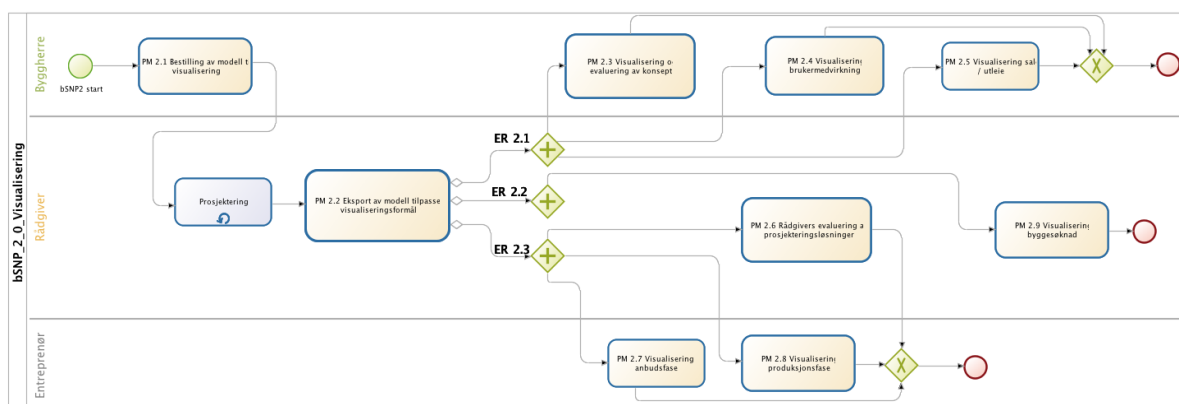 bSNP_2_0_Visualisering
Byggherre
bSNP2 start
PM 2.1 Bestilling av modell t
visualisering
PM 2.3 Visualisering o
evaluering av konsept
PM 2.4 Visualisering
brukermedvirkning
PM 2.5 Visualisering sal
/ utleie
Rådgiver
Prosjektering
PM 2.2 Eksport av modell tilpasse
visualiseringsformål
ER 2.1
ER 2.2
ER 2.3
PM 2.6 Rådgivers evaluering a
prosjekteringsløsninger
PM 2.9 Visualisering
byggesøknad
Entreprenør
PM 2.7 Visualisering
anbudsfase
PM 2.8 Visualisering
produksjonsfase